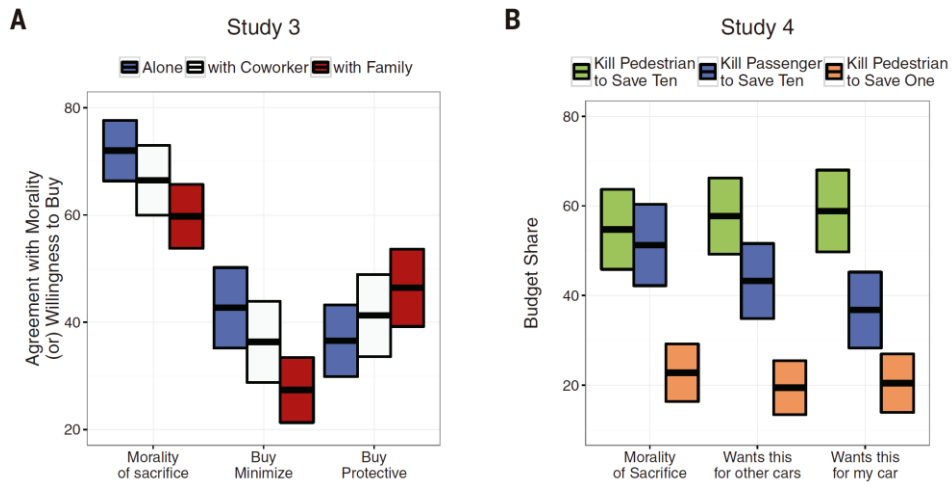 A
Study 3
Alone
with Coworker
with Family
Agreement with Morality
(or) Willingness to Buy
80
60
40
20
Morality
of sacrifice
Buy
Minimize
Buy
Protective
B
Study 4
Kill Pedestrian
to Save Ten
Kill Passenger
to Save Ten
Kill Pedestrian
to Save One
Budget Share
80
60
40
20
Morality
of Sacrifice
Wants this
for other cars
Wants this
for my car